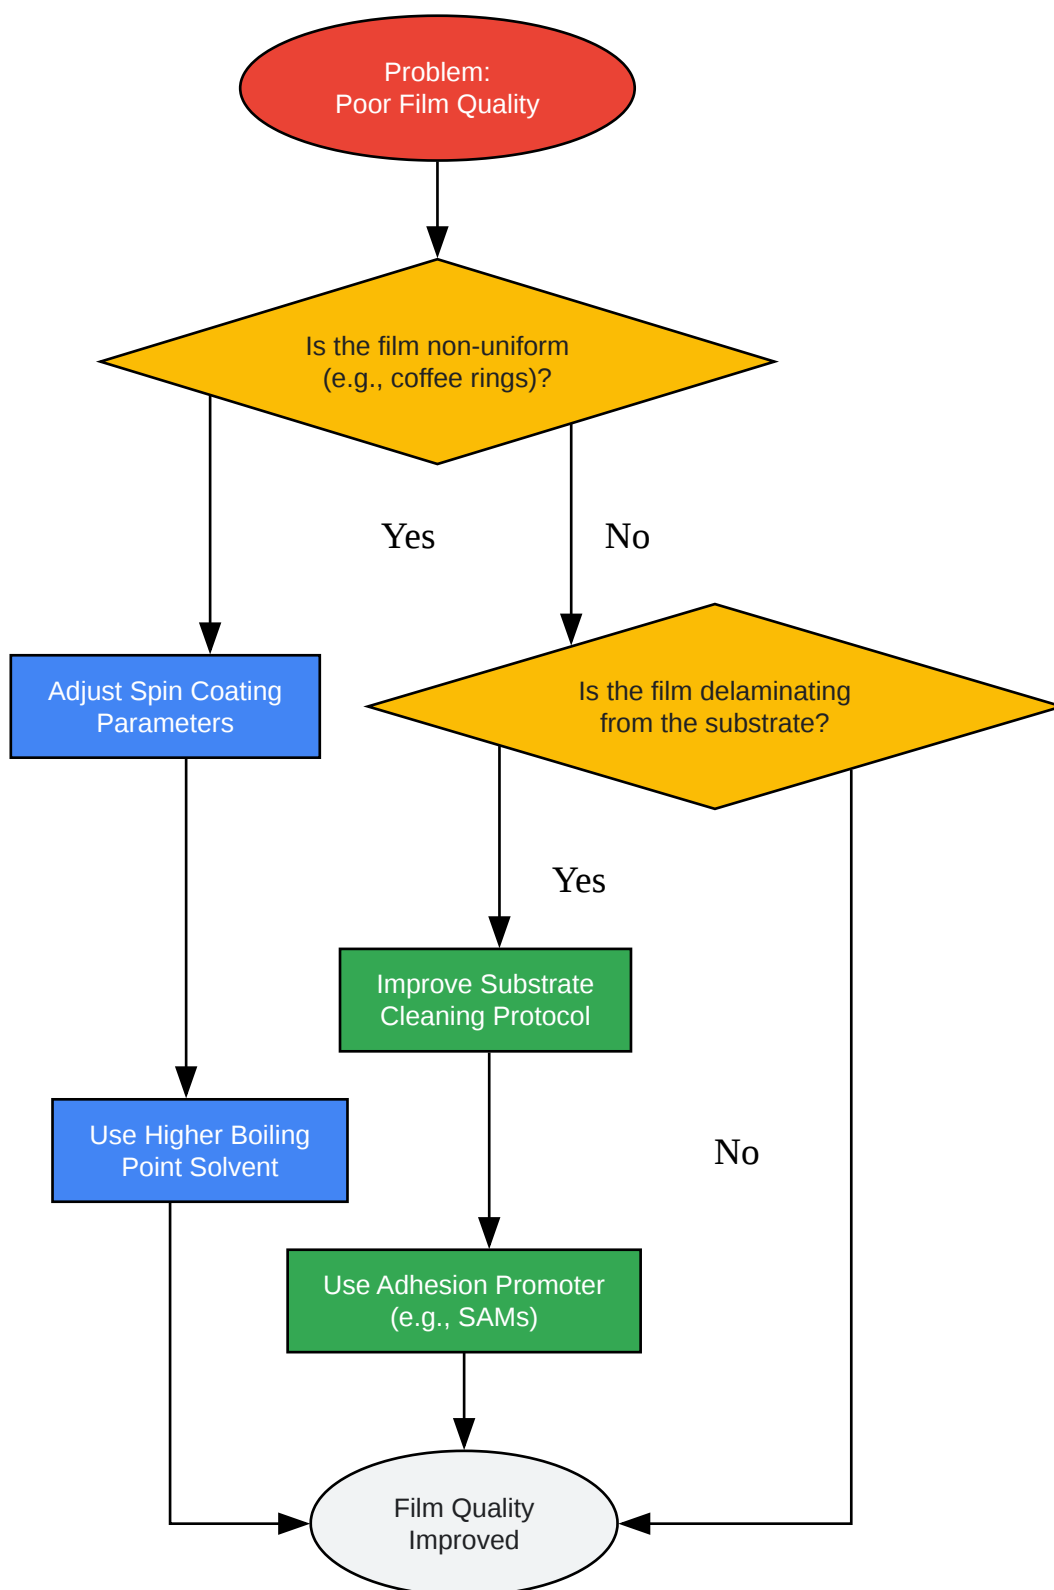 Problem:
Poor Film Quality
Is the film non-uniform
(e.g., coffee rings)?
Yes
No
Adjust Spin Coating
Parameters
Is the film delaminating
from the substrate?
Yes
Improve Substrate
Cleaning Protocol
Use Higher Boiling
Point Solvent
No
Use Adhesion Promoter
(e.g., SAMs)
Film Quality
Improved